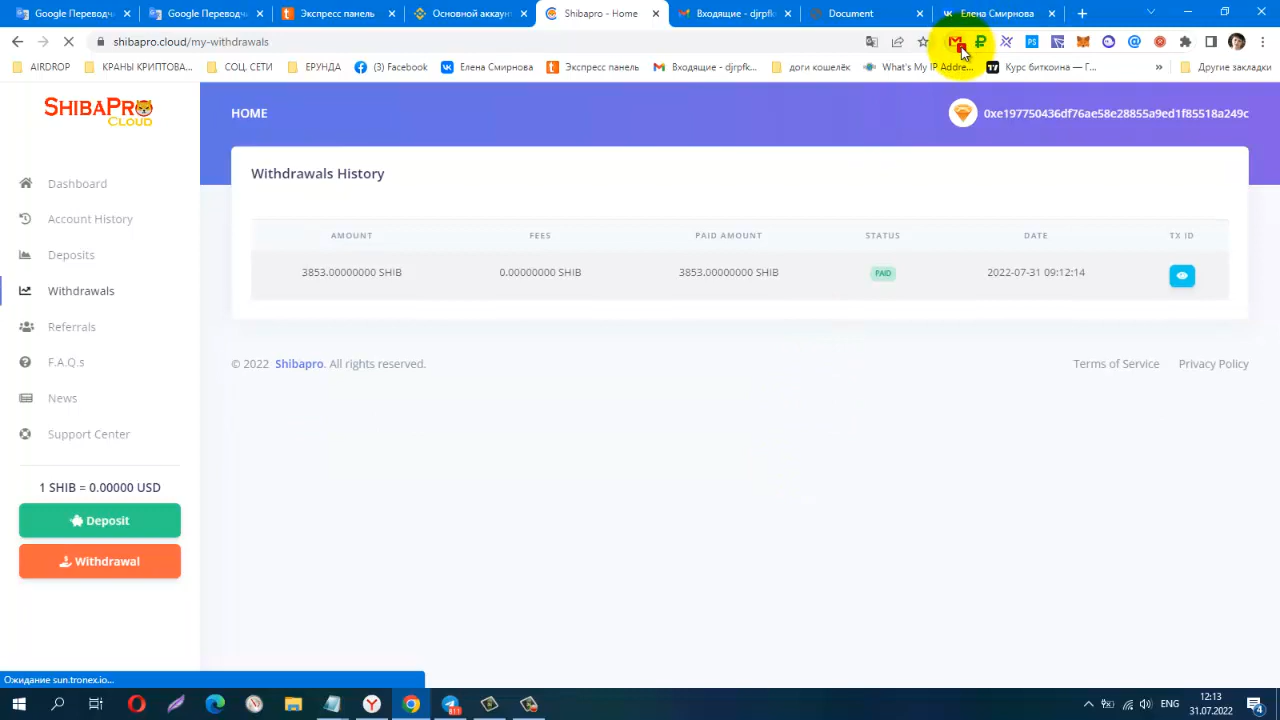 Google Переводч
Google Переводч
Экспресс панель
Основной аккаун
Shibapro - Home
Входящие - djrpf
Document
Елена Смирнова
shibapro.cloud/my-withdrawals
AIRDROP
КРАНЫ КРИПТОВА...
СОЦ. СЕТИ
ЕРУНДА
(3) Facebook
Елена Смирнова
Экспресс панель
Входящие - djrpfk...
доги кошелёк
What's My IP Addre...
Курс биткоина — Г...
»
Другие закладки
SHIBAPRO
CLOUD
HOME
0xe197750436df76ae58e28855a9ed1f85518a249c
Withdrawals History
AMOUNT FEES PAID AMOUNT STATUS DATE TX ID
3853.00000000 SHIB 0.00000000 SHIB 3853.00000000 SHIB PAID 2022-07-31 09:12:14
Dashboard
Account History
Deposits
Withdrawals
Referrals
F.A.Q.s
News
Support Center
1 SHIB = 0.00000 USD
Deposit
Withdrawal
© 2022 Shibapro. All rights reserved.
Terms of Service Privacy Policy
Ожидание sun.tronex.io...
ENG
12:13
31.07.2022
4